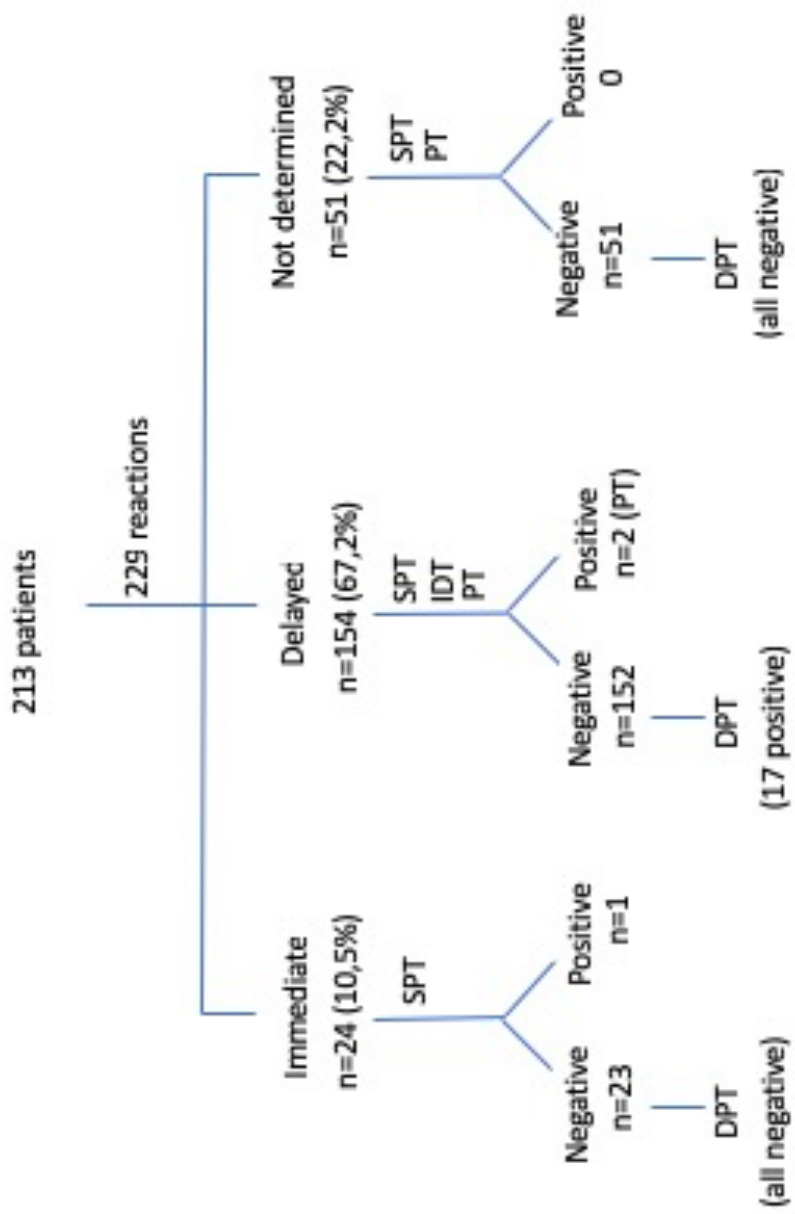 213 patients
229 reactions
Immediate
n=24 (10,5%)
SPT
Negative
n=23
Positive
n=1
DPT
(all negative)
Delayed
n=154 (67,2%)
SPT
IDT
PT
Negative
n=152
Positive
n=2 (PT)
DPT
(17 positive)
Not determined
n=51 (22,2%)
SPT
PT
Negative
n=51
Positive
0
DPT
(all negative)